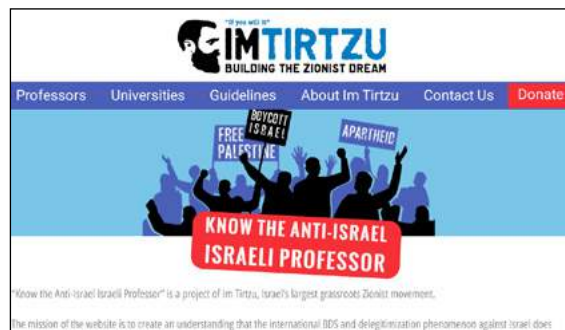 "If you will it"
IMTIRTZU
BUILDING THE ZIONIST DREAM
Professors Universities Guidelines About Im Tirtzu Contact Us Donate
FREE PALESTINE
BOYCOTT ISRAEL
APARTHEID
KNOW THE ANTI-ISRAEL
ISRAELI PROFESSOR
"Know the Anti-Israel Israeli Professor" is a project of Im Tirtzu, Israel's largest grassroots Zionist movement.
The mission of the website is to create an understanding that the international BDS and delegitimization phenomenon against Israel does